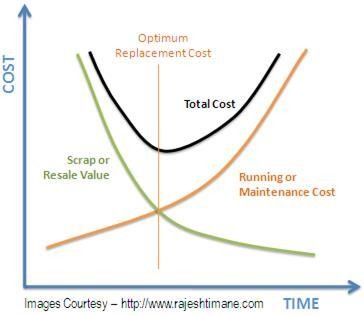 Optimum
Replacement Cost
COST
Total Cost
Scrap or
Resale Value
Running or
Maintenance Cost
Images Courtesy – http://www.rajeshtimane.com
TIME